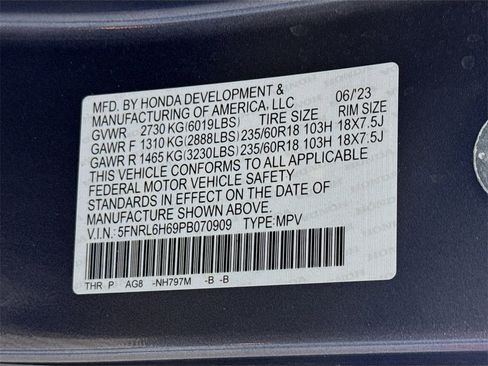 MFD. BY HONDA DEVELOPMENT &
MANUFACTURING OF AMERICA, LLC 06/'23
GVWR 2730 KG(6019LBS) TIRE SIZE RIM SIZE
GAWR F 1310 KG(2888LBS) 235/60R18 103H 18X7.5J
GAWR R 1465 KG(3230LBS) 235/60R18 103H 18X7.5J
THIS VEHICLE CONFORMS TO ALL APPLICABLE
FEDERAL MOTOR VEHICLE SAFETY
STANDARDS IN EFFECT ON THE DATE OF
MANUFACTURE SHOWN ABOVE.
V.I.N.: 5FNRL6H69PB070909 TYPE: MPV
THR P AG8 -NH797M -B -B